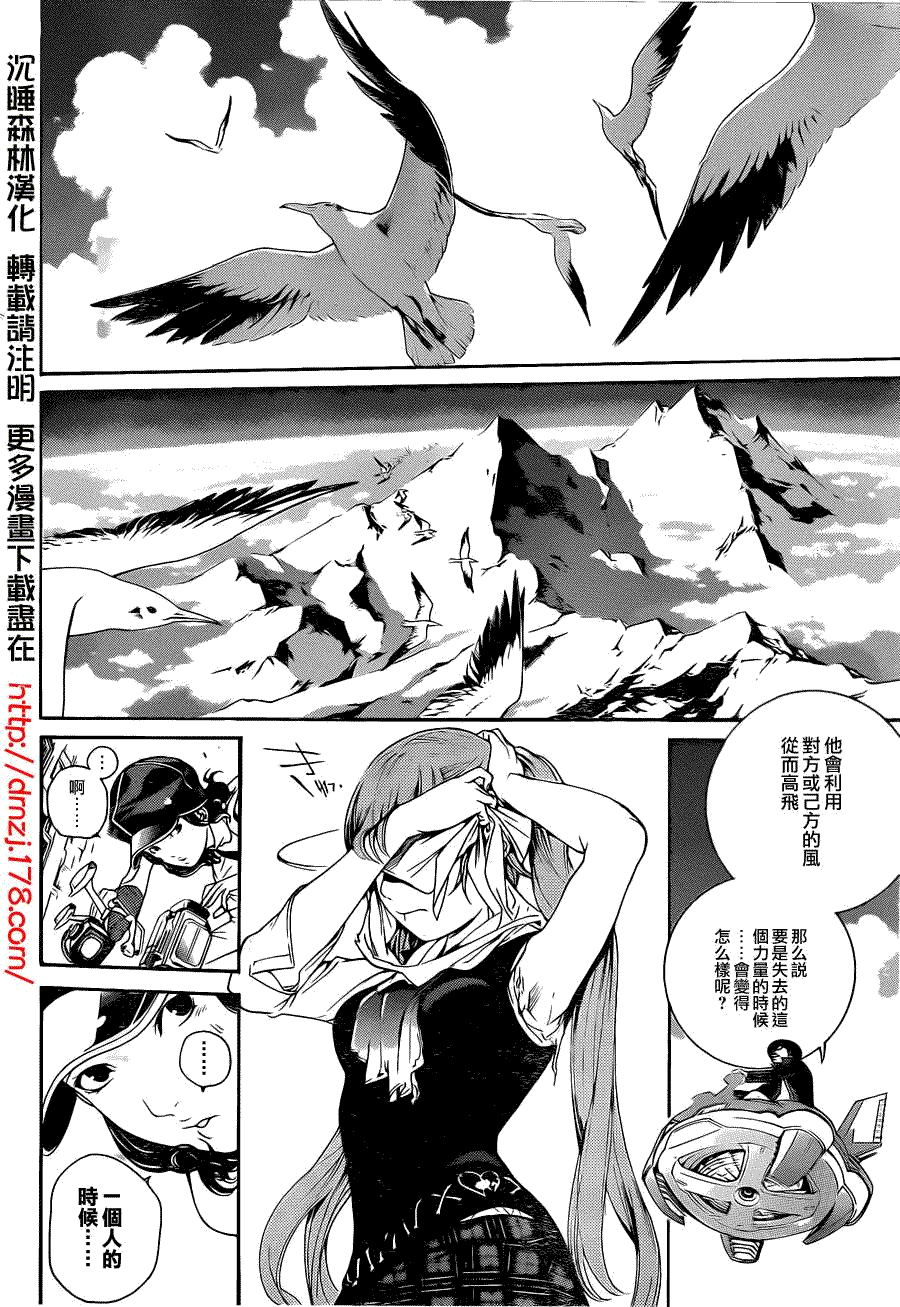 沉睡森林漢化 轉載請注明 更多漫畫下載盡在 http://dmzj.178.com/
他會利用
對方或己方的風
從而高飛
那么說
要是失去的這
個力量的時候
……會變得
怎么樣呢？
…
啊……
……
一個人的
時候……